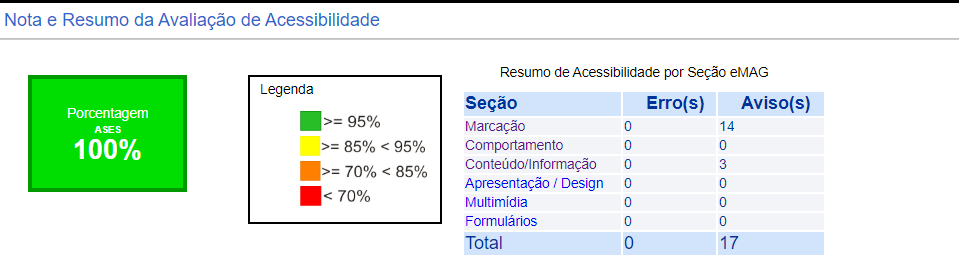 Nota e Resumo da Avaliação de Acessibilidade
Porcentagem
ASES
100%
Legenda
>= 95%
>= 85% < 95%
>= 70% < 85%
< 70%
Resumo de Acessibilidade por Seção eMAG
Seção Erro(s) Aviso(s)
Marcação 0 14
Comportamento 0 0
Conteúdo/Informação 0 3
Apresentação / Design 0 0
Multimídia 0 0
Formulários 0 0
Total 0 17